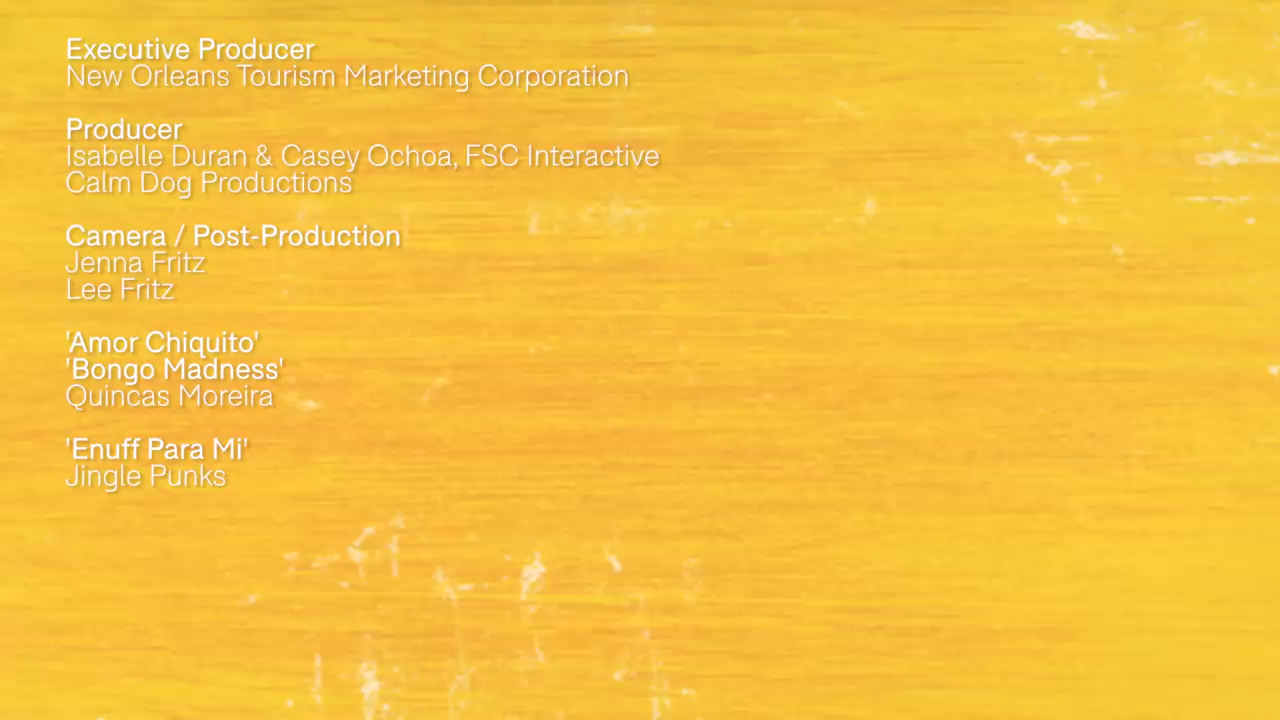 Executive Producer
New Orleans Tourism Marketing Corporation
Producer
Isabelle Duran & Casey Ochoa, FSC Interactive
Calm Dog Productions
Camera / Post-Production
Jenna Fritz
Lee Fritz
'Amor Chiquito'
'Bongo Madness'
Quincas Moreira
'Enuff Para Mi'
Jingle Punks